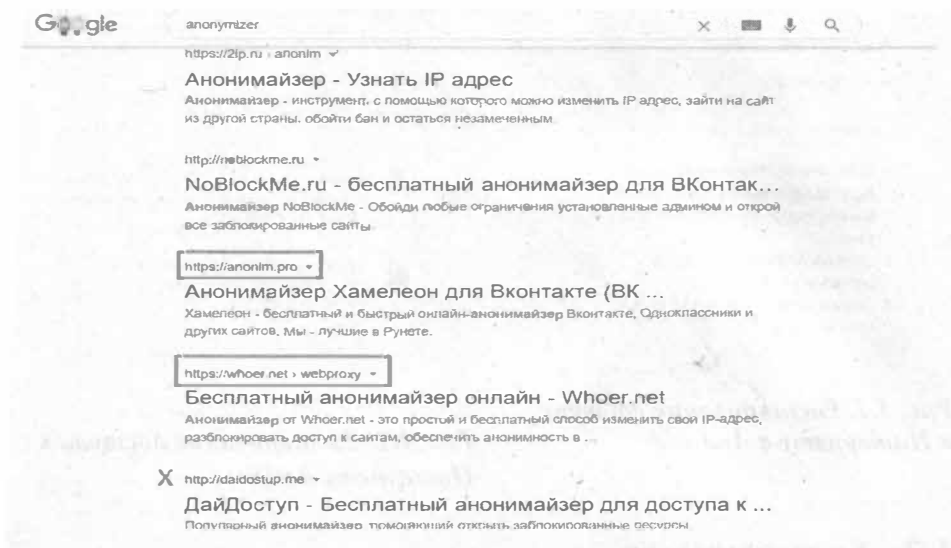 Google
anonymizer
https://2ip.ru › anonim
Анонимайзер - Узнать IP адрес
Анонимайзер - инструмент, с помощью которого можно изменить IP адрес, зайти на сайт
из другой страны, обойти бан и остаться незамеченным.
http://noblockme.ru
NoBlockMe.ru - бесплатный анонимайзер для ВКонтак...
Анонимайзер NoBlockMe - Обойди любые ограничения установленные админом и открой
все заблокированные сайты
https://anonim.pro
Анонимайзер Хамелеон для Вконтакте (ВК ...
Хамелеон - бесплатный и быстрый онлайн-анонимайзер Вконтакте, Одноклассники и
других сайтов. Мы - лучшие в Рунете.
https://whoer.net › webproxy
Бесплатный анонимайзер онлайн - Whoer.net
Анонимайзер от Whoer.net - это простой и бесплатный способ изменить свой IP-адрес,
разблокировать доступ к сайтам, обеспечить анонимность в ...
X http://daidostup.me
ДайДоступ - Бесплатный анонимайзер для доступа к ...
Популярный анонимайзер, помогающий открыть заблокированные ресурсы